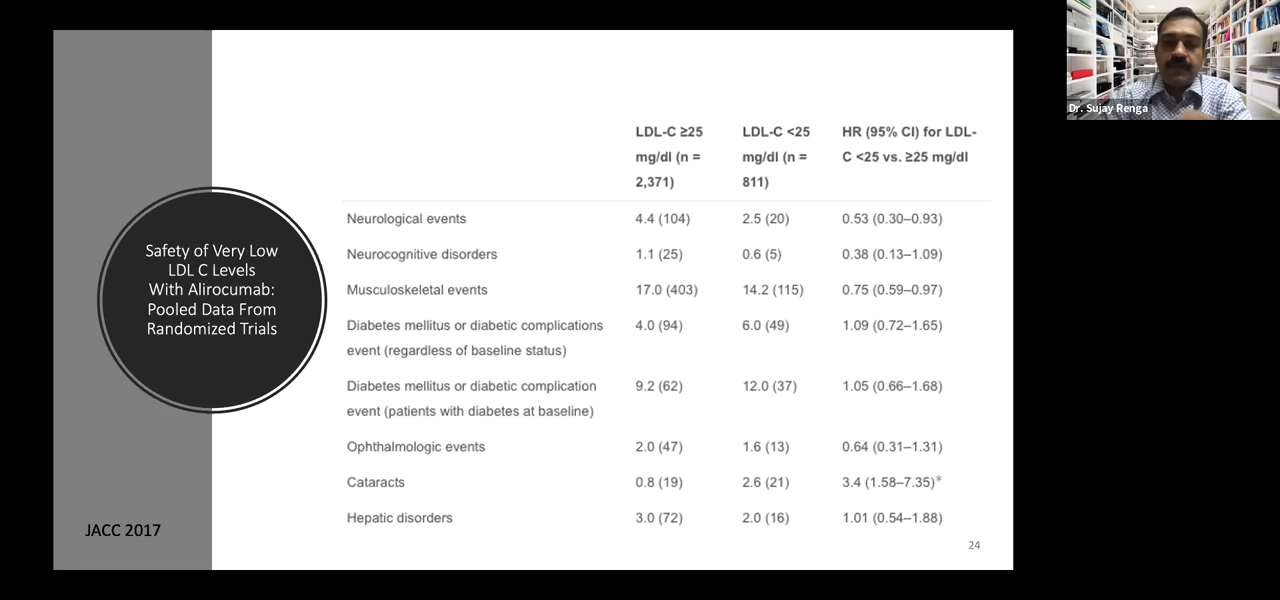 Dr. Sujay Renga
Safety of Very Low
LDL C Levels
With Alirocumab:
Pooled Data From
Randomized Trials
JACC 2017
LDL-C ≥25 mg/dl (n = 2,371) LDL-C <25 mg/dl (n = 811) HR (95% CI) for LDL-C <25 vs. ≥25 mg/dl
Neurological events 4.4 (104) 2.5 (20) 0.53 (0.30–0.93)
Neurocognitive disorders 1.1 (25) 0.6 (5) 0.38 (0.13–1.09)
Musculoskeletal events 17.0 (403) 14.2 (115) 0.75 (0.59–0.97)
Diabetes mellitus or diabetic complications 4.0 (94) 6.0 (49) 1.09 (0.72–1.65)
event (regardless of baseline status)
Diabetes mellitus or diabetic complication 9.2 (62) 12.0 (37) 1.05 (0.66–1.68)
event (patients with diabetes at baseline)
Ophthalmologic events 2.0 (47) 1.6 (13) 0.64 (0.31–1.31)
Cataracts 0.8 (19) 2.6 (21) 3.4 (1.58–7.35)*
Hepatic disorders 3.0 (72) 2.0 (16) 1.01 (0.54–1.88)
24